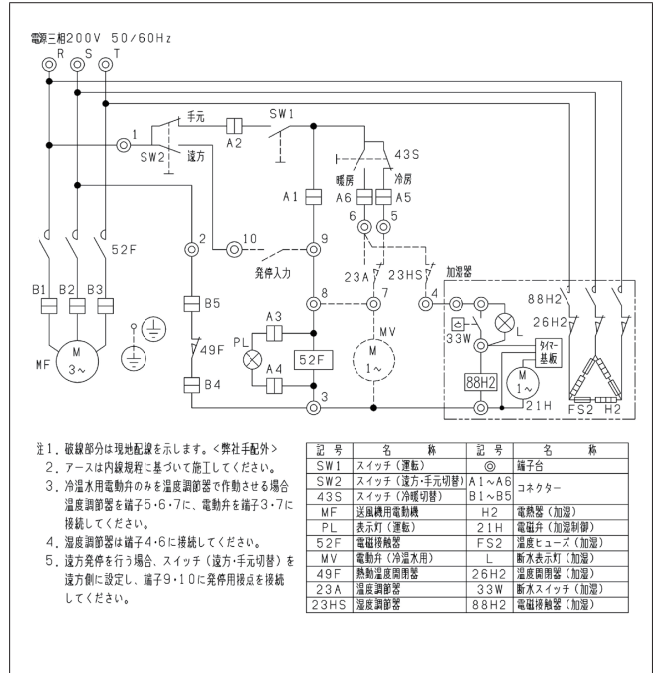 電源三相200V 50/60Hz
R S T
手元
SW1
1
A2
SW2
遠方
43S
暖房 冷房
A1
A6 A5
6 5
52F
2 10 9
発停入力
23A 23HS
加湿器
B1 B2 B3
B5
8 7 4
88H2
A3
MV
26H2
L
33W
タイマー
基板
PL
49F
M
3~
MF
52F
M
1~
A4
B4
88H2
M
1~
21H
FS2 H2
3
注1．破線部分は現地配線を示します。<弊社手配外>
2．アースは内線規程に基づいて施工してください。
3．冷温水用電動弁のみを温度調節器で作動させる場合
温度調節器を端子5・6・7に、電動弁を端子3・7に
接続してください。
4．湿度調節器は端子4・6に接続してください。
5．遠方発停を行う場合、スイッチ（遠方・手元切替）を
遠方側に設定し、端子9・10に発停用接点を接続
してください。
記号 名称 記号 名称
SW1 スイッチ（運転） ◎ 端子台
SW2 スイッチ（遠方・手元切替） A1～A6 コネクター
43S スイッチ（冷暖切替） B1～B5
MF 送風機用電動機 H2 電熱器（加湿）
PL 表示灯（運転） 21H 電磁弁（加湿制御）
52F 電磁接触器 FS2 温度ヒューズ（加湿）
MV 電動弁（冷温水用） L 断水表示灯（加湿）
49F 熱動温度開閉器 26H2 温度開閉器（加湿）
23A 温度調節器 33W 断水スイッチ（加湿）
23HS 湿度調節器 88H2 電磁接触器（加湿）